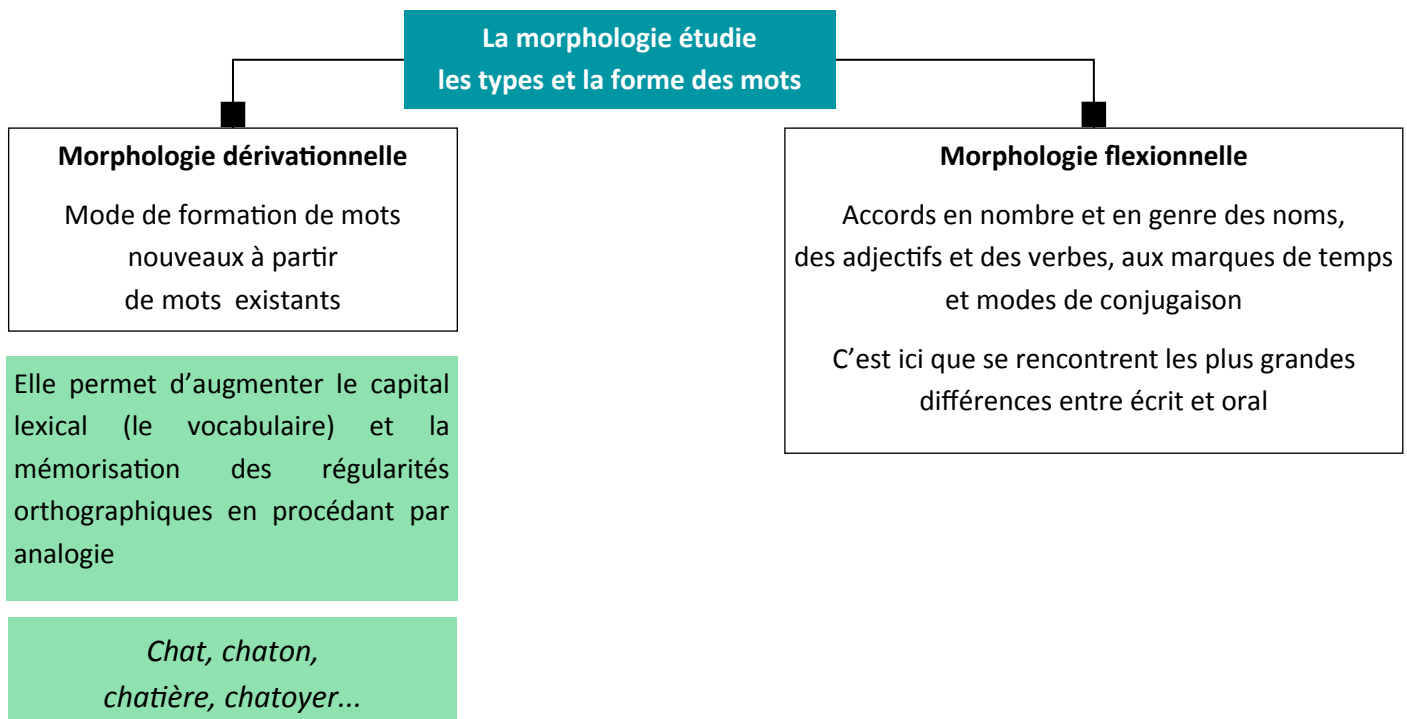 La morphologie étudie
les types et la forme des mots
Morphologie dérivationnelle
Mode de formation de mots
nouveaux à partir
de mots existants
Elle permet d'augmenter le capital
lexical (le vocabulaire) et la
mémorisation des régularités
orthographiques en procédant par
analogie
Chat, chaton,
chatière, chatoyer...
Morphologie flexionnelle
Accords en nombre et en genre des noms,
des adjectifs et des verbes, aux marques de temps
et modes de conjugaison
C’est ici que se rencontrent les plus grandes
différences entre écrit et oral